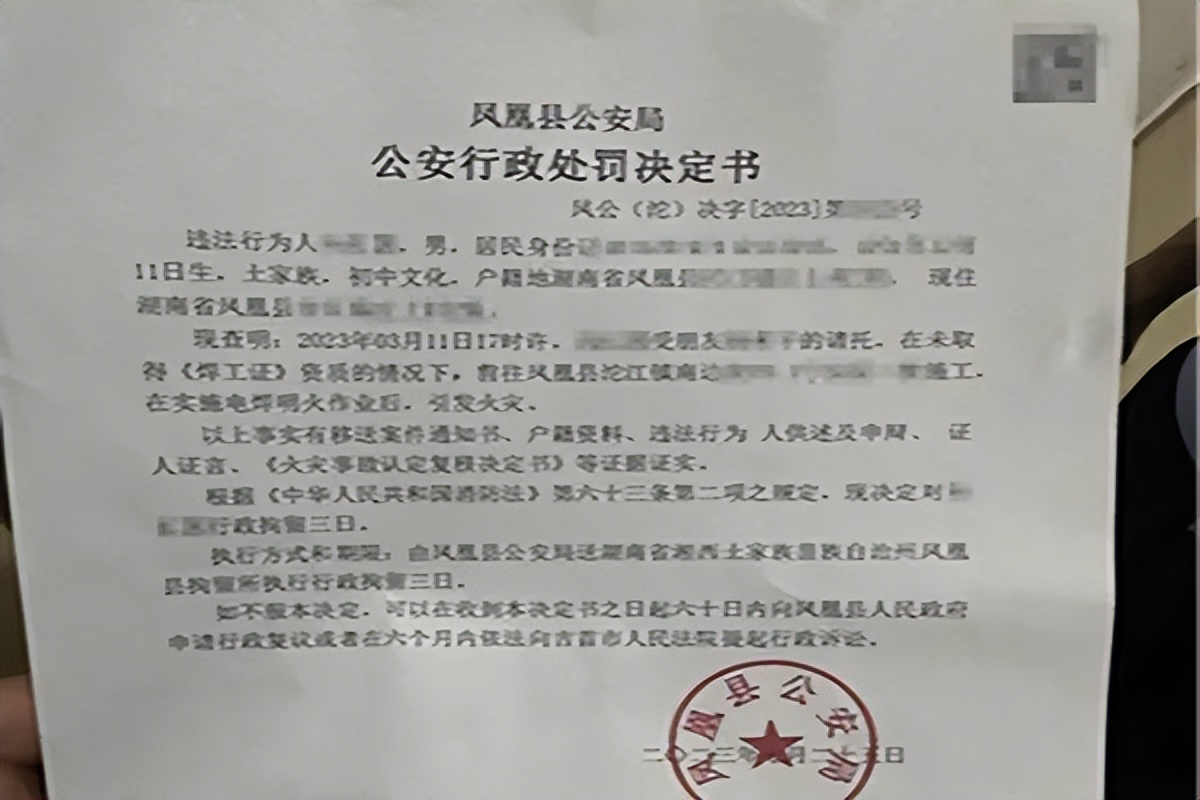 凤凰县公安局
公安行政处罚决定书
凤公（沱）决字[2023]第 号
违法行为人 ，男，居民身份证
11日生，土家族，初中文化，户籍地湖南省凤凰县 ，现住
湖南省凤凰县 。
现查明：2023年03月11日17时许， 受朋友 的请托，在未取
得《焊工证》资质的情况下，前往凤凰县沱江镇南边 施工，
在实施电焊明火作业后，引发火灾。
以上事实有移送案件通知书、户籍资料、违法行为 人供述及申周、 证
人证言、《火灾事故认定复核决定书》等证据证实。
根据《中华人民共和国消防法》第六十三条第二项之规定，现决定对
行政拘留三日。
执行方式和期限：由凤凰县公安局送湖南省湘西土家族苗族自治州凤凰
县拘留所执行行政拘留三日。
如不服本决定，可以在收到本决定书之日起六十日内向凤凰县人民政府
申请行政复议或者在六个月内依法向吉首市人民法院提起行政诉讼。
凤凰县公安局
二〇二三年 月二十五日